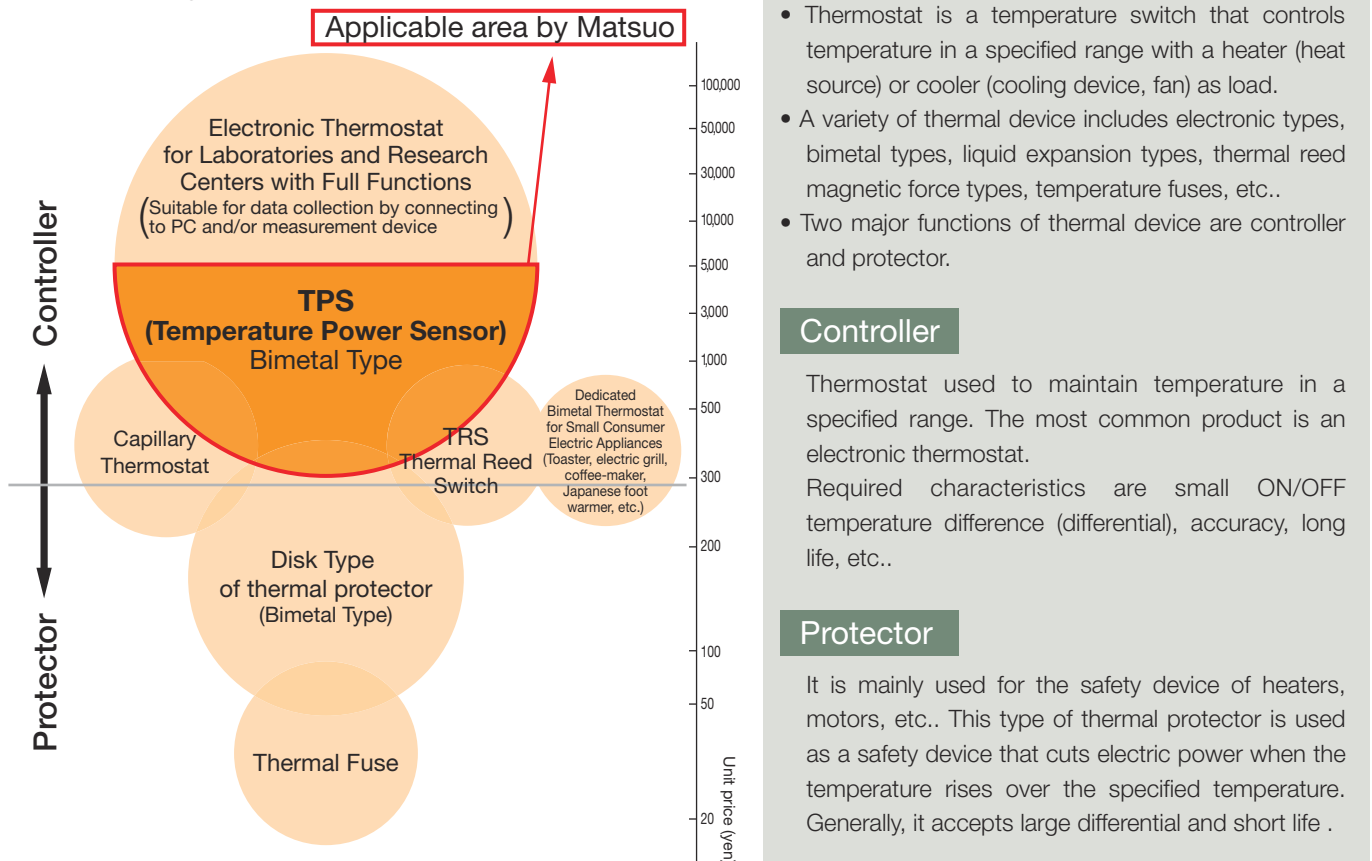 Applicable area by Matsuo
Electronic Thermostat
for Laboratories and Research
Centers with Full Functions
(Suitable for data collection by connecting
to PC and/or measurement device)
TPS
(Temperature Power Sensor)
Bimetal Type
Capillary
Thermostat
TRS
Thermal Reed
Switch
Dedicated
Bimetal Thermostat
for Small Consumer
Electric Appliances
(Toaster, electric grill,
coffee-maker,
Japanese foot
warmer, etc.)
Disk Type
of thermal protector
(Bimetal Type)
Thermal Fuse
Controller
Protector
100,000
50,000
30,000
10,000
5,000
3,000
1,000
500
300
200
100
50
20
Unit price (yen)
• Thermostat is a temperature switch that controls
temperature in a specified range with a heater (heat
source) or cooler (cooling device, fan) as load.
• A variety of thermal device includes electronic types,
bimetal types, liquid expansion types, thermal reed
magnetic force types, temperature fuses, etc..
• Two major functions of thermal device are controller
and protector.
Controller
Thermostat used to maintain temperature in a
specified range. The most common product is an
electronic thermostat.
Required characteristics are small ON/OFF
temperature difference (differential), accuracy, long
life, etc..
Protector
It is mainly used for the safety device of heaters,
motors, etc.. This type of thermal protector is used
as a safety device that cuts electric power when the
temperature rises over the specified temperature.
Generally, it accepts large differential and short life .